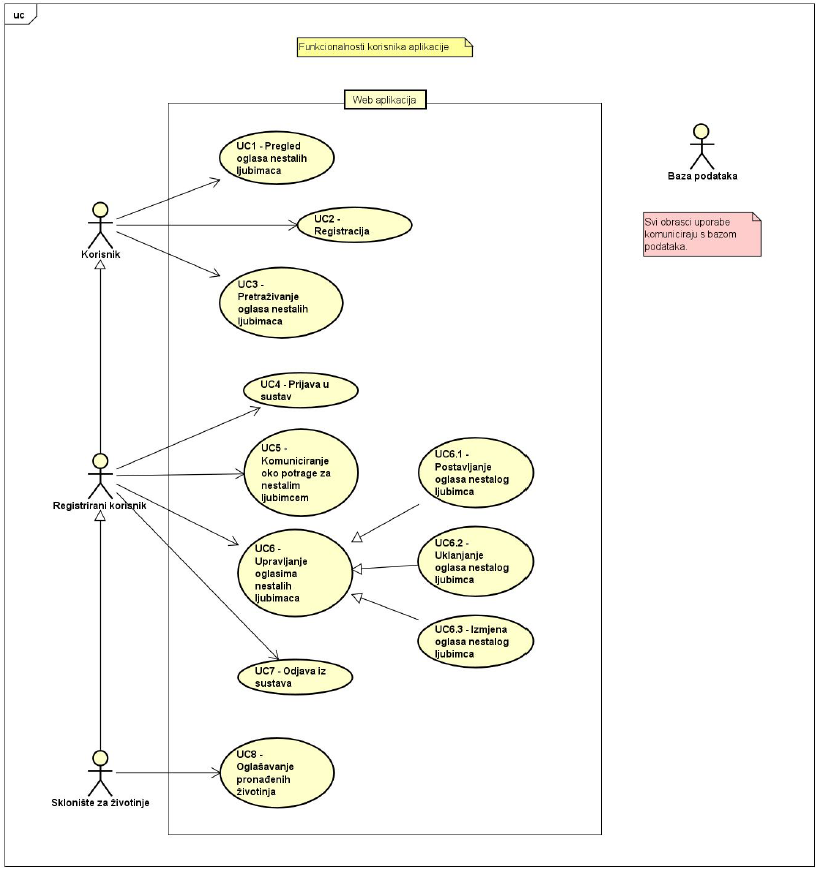 uc
Funkcionalnosti korisnika aplikacije
Web aplikacija
UC1 - Pregled
oglasa nestalih
ljubimaca
Baza podataka
UC2 -
Registracija
Svi obrasci uporabe
komuniciraju s bazom
podataka.
Korisnik
UC3 -
Pretraživanje
oglasa nestalih
ljubimaca
UC4 - Prijava u
sustav
UC5 -
Komuniciranje
oko potrage za
nestalim
ljubimcem
UC6.1 -
Postavljanje
oglasa nestalog
ljubimca
Registrirani korisnik
UC6 -
Upravljanje
oglasima
nestalih
ljubimaca
UC6.2 -
Uklanjanje
oglasa nestalog
ljubimca
UC6.3 - Izmjena
oglasa nestalog
ljubimca
UC7 - Odjava iz
sustava
UC8 -
Oglašavanje
pronađenih
životinja
Sklonište za životinje